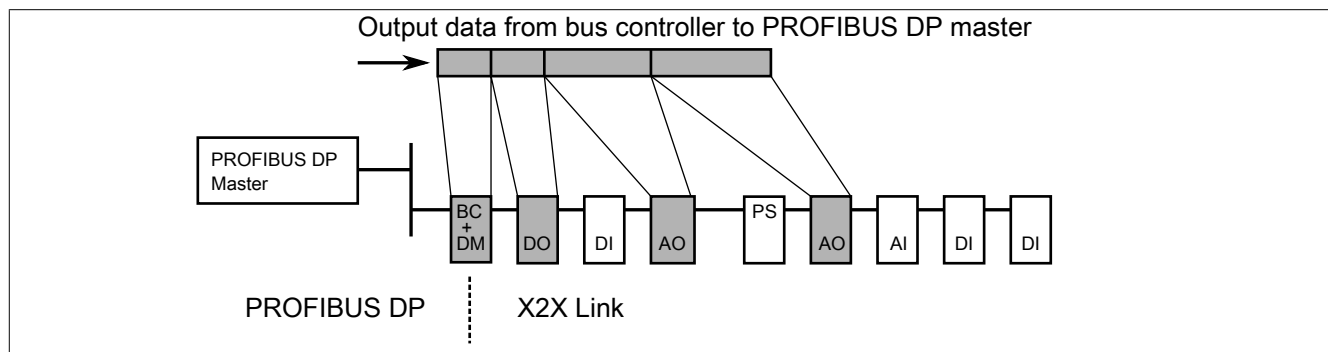 Output data from bus controller to PROFIBUS DP master
PROFIBUS DP
Master
BC
+
DM
DO
DI
AO
PS
AO
AI
DI
DI
PROFIBUS DP
X2X Link